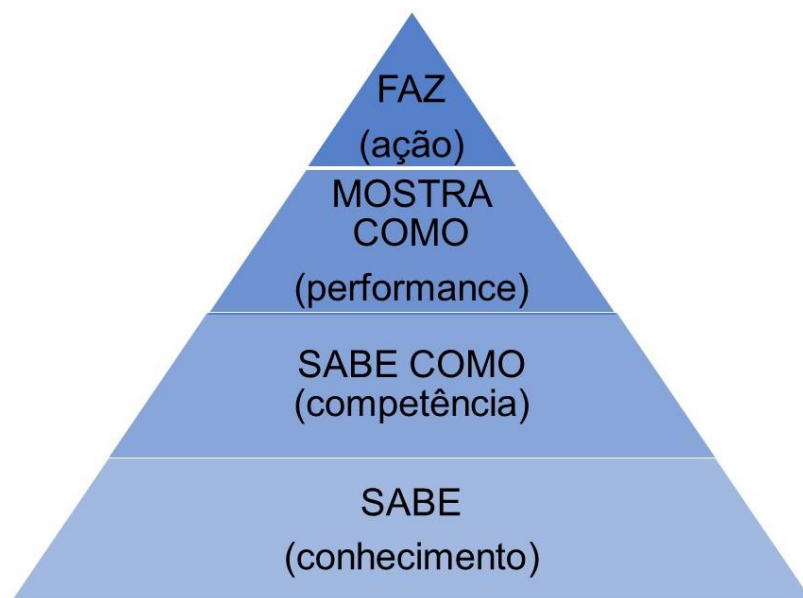 FAZ
(ação)
MOSTRA
COMO
(performance)
SABE COMO
(competência)
SABE
(conhecimento)